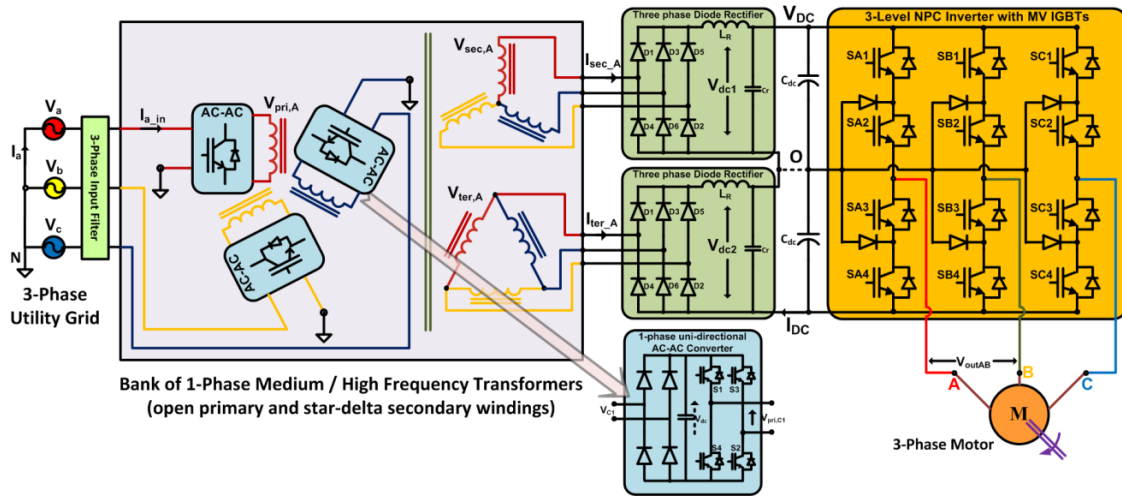 Three phase Diode Rectifier
D1
D3
D5
D4
D6
D2
L_R
V_dc1
Cr
V_DC
C_dc
3-Level NPC Inverter with MV IGBTs
SA1
SB1
SC1
SA2
SB2
SC2
SA3
SB3
SC3
SA4
SB4
SC4
V_sec,A
I_sec_A
V_pri,A
AC-AC
AC-AC
AC-AC
I_a_in
3-Phase Input Filter
V_a
I_a
V_b
V_c
N
3-Phase
Utility Grid
O
V_ter,A
I_ter_A
Three phase Diode Rectifier
D1
D3
D5
D4
D6
D2
L_R
V_dc2
Cr
C_dc
I_DC
1-phase uni-directional
AC-AC Converter
S1
S3
S4
S2
V_C1
V_dc
V_pri,C1
Bank of 1-Phase Medium / High Frequency Transformers
(open primary and star-delta secondary windings)
V_outAB
A
B
C
M
3-Phase Motor